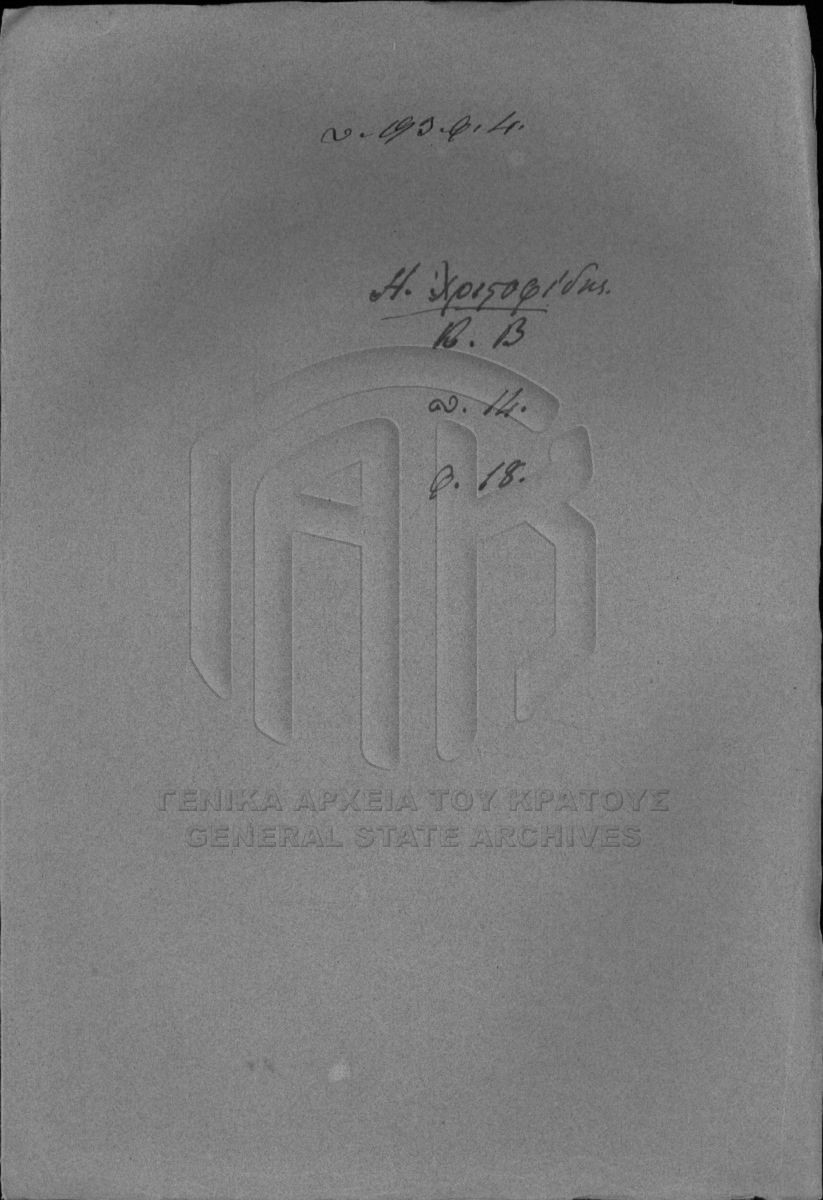 ν. 193. φ. 4.
Η. Χριστοφίδης.
Κ. Β
ν. 14.
φ. 18.
ΓΕΝΙΚΑ ΑΡΧΕΙΑ ΤΟΥ ΚΡΑΤΟΥΣ
GENERAL STATE ARCHIVES